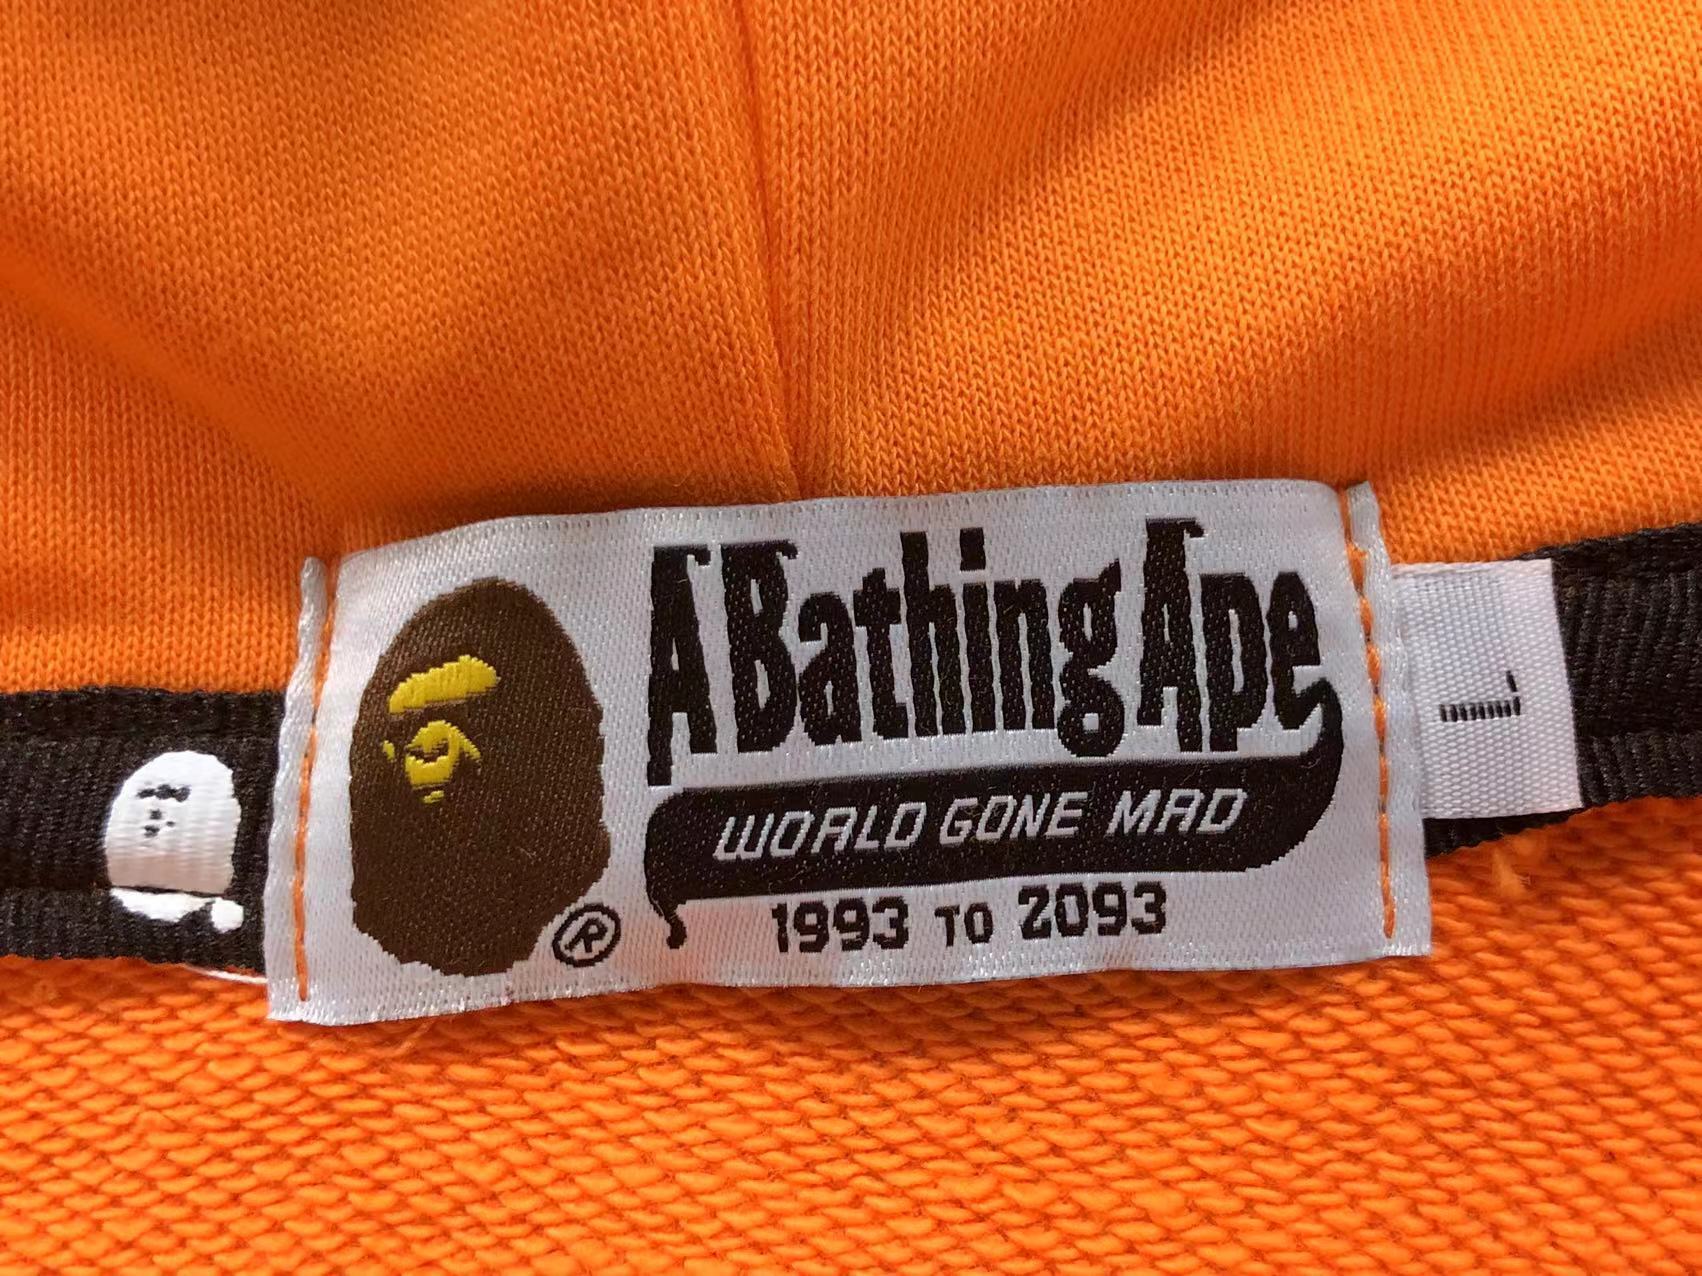 A Bathing Ape
WORLD GONE MAD
1993 TO 2093
®
L